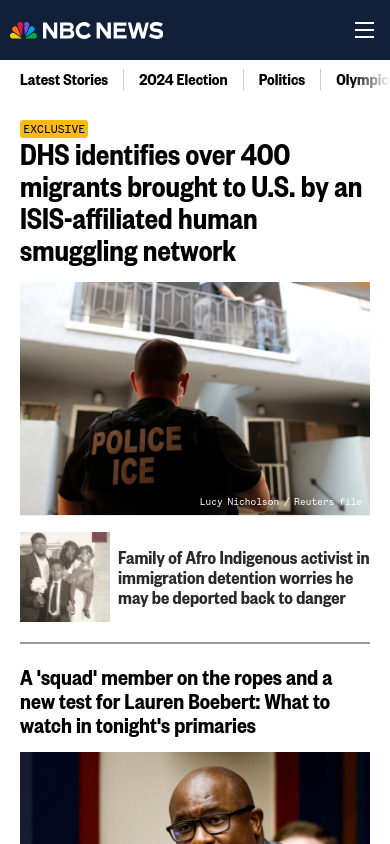 NBC NEWS
Latest Stories
2024 Election
Politics
Olympic
EXCLUSIVE
DHS identifies over 400
migrants brought to U.S. by an
ISIS-affiliated human
smuggling network
POLICE
ICE
Lucy Nicholson / Reuters file
Family of Afro Indigenous activist in
immigration detention worries he
may be deported back to danger
A 'squad' member on the ropes and a
new test for Lauren Boebert: What to
watch in tonight's primaries